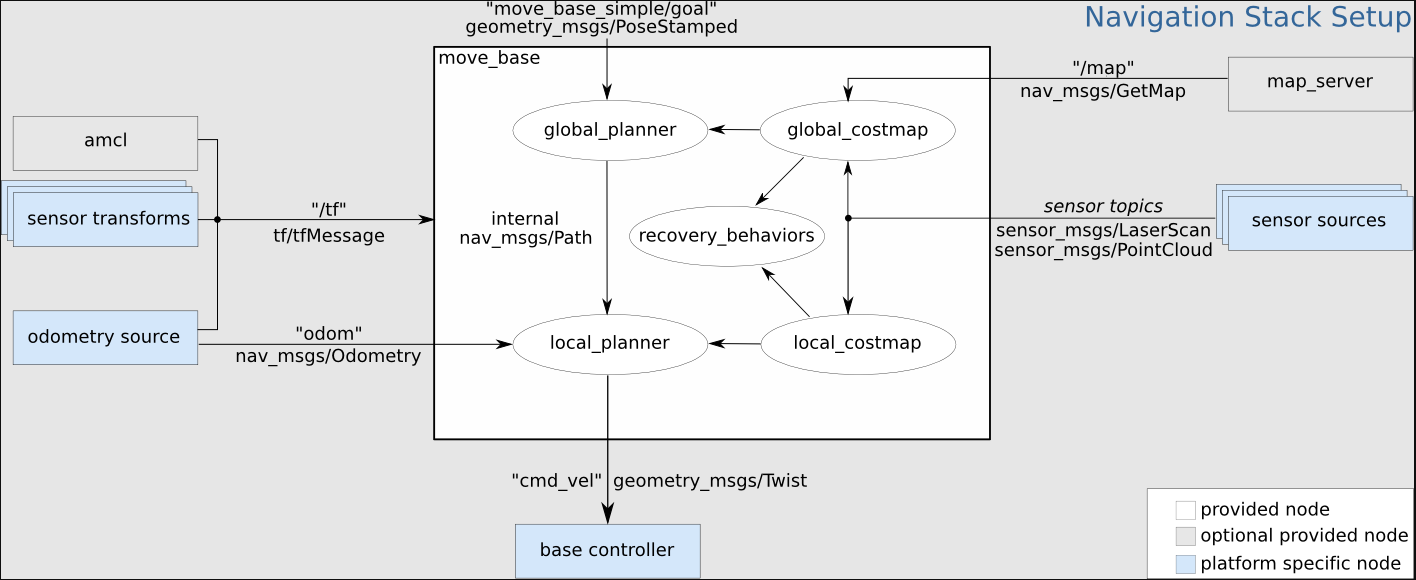 "move_base_simple/goal"
geometry_msgs/PoseStamped
Navigation Stack Setup
move_base
"/map"
nav_msgs/GetMap
map_server
amcl
global_planner
global_costmap
sensor transforms
"/tf"
tf/tfMessage
internal
nav_msgs/Path
recovery_behaviors
sensor topics
sensor_msgs/LaserScan
sensor_msgs/PointCloud
sensor sources
odometry source
"odom"
nav_msgs/Odometry
local_planner
local_costmap
"cmd_vel" geometry_msgs/Twist
base controller
provided node
optional provided node
platform specific node